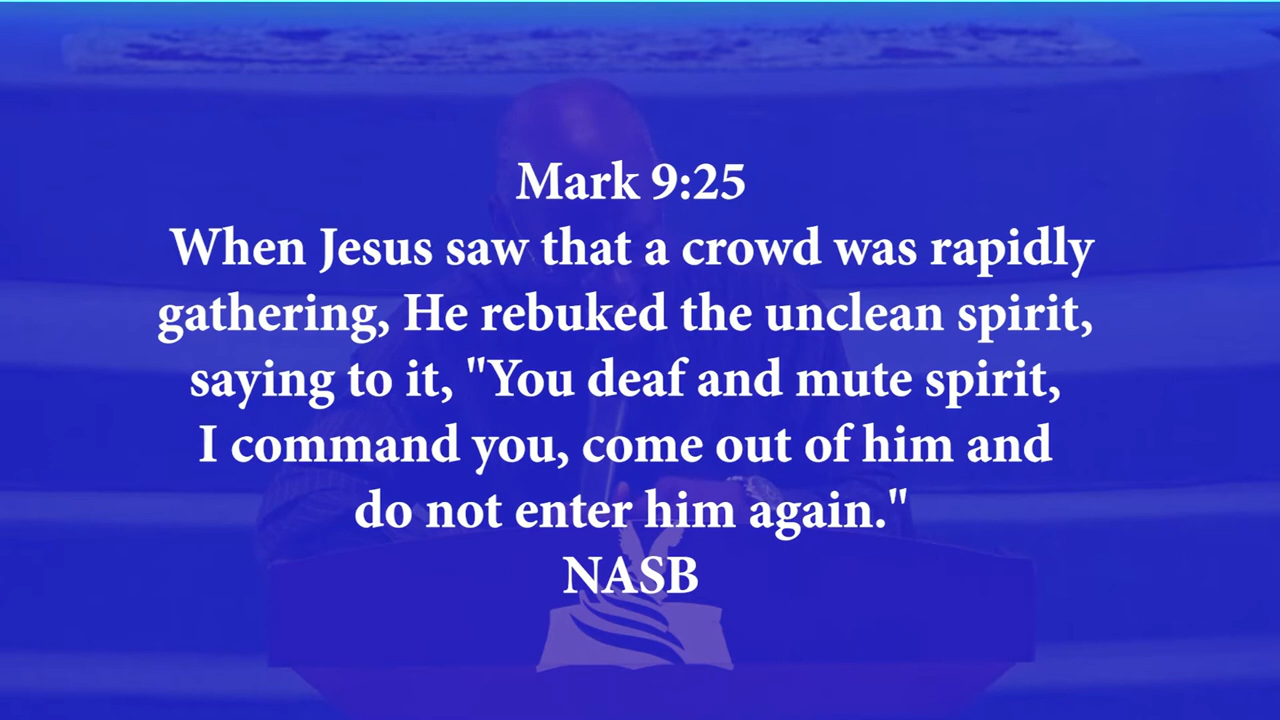 Mark 9:25
When Jesus saw that a crowd was rapidly
gathering, He rebuked the unclean spirit,
saying to it, "You deaf and mute spirit,
I command you, come out of him and
do not enter him again."
NASB